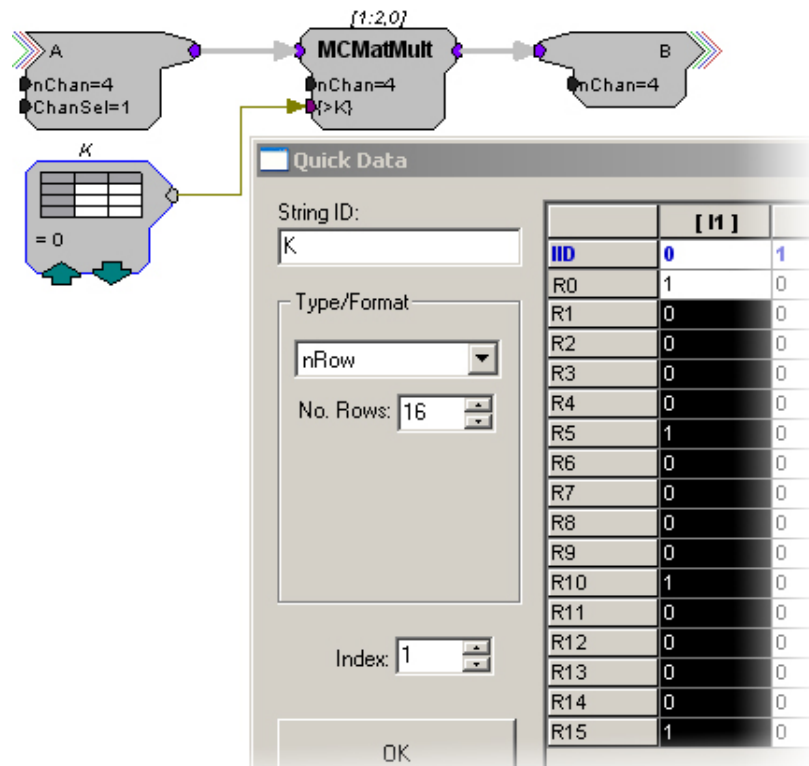 [1:2,0]
A
nChan=4
ChanSel=1
MCMatMult
nChan=4
{>K}
B
nChan=4
K
= 0
Quick Data
String ID:
K
Type/Format
nRow
No. Rows: 16
Index: 1
OK
[ I1 ]
IID 0 1
R0 1 0
R1 0 0
R2 0 0
R3 0 0
R4 0 0
R5 1 0
R6 0 0
R7 0 0
R8 0 0
R9 0 0
R10 1 0
R11 0 0
R12 0 0
R13 0 0
R14 0 0
R15 1 0